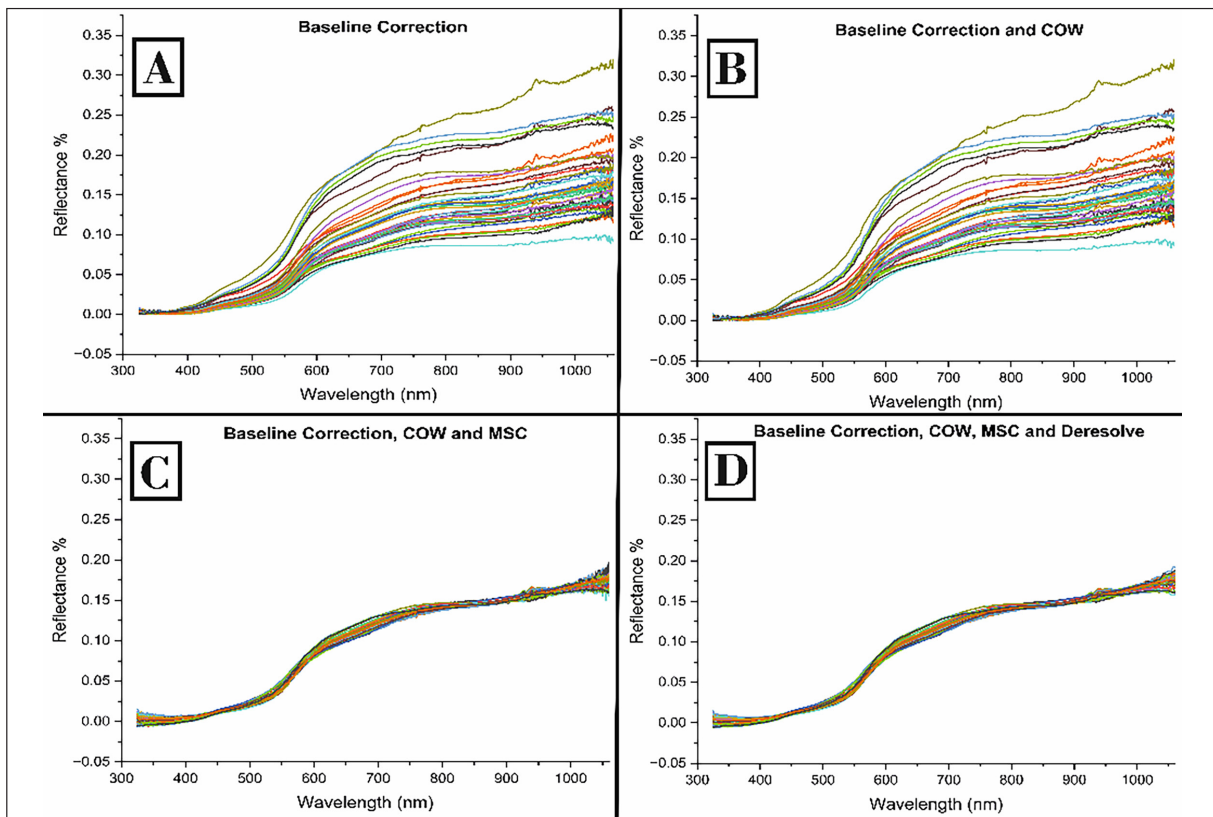 Baseline Correction
A
0.35
0.30
0.25
0.20
0.15
0.10
0.05
0.00
−0.05
Reflectance %
300 400 500 600 700 800 900 1000
Wavelength (nm)
Baseline Correction and COW
B
0.35
0.30
0.25
0.20
0.15
0.10
0.05
0.00
−0.05
Reflectance %
300 400 500 600 700 800 900 1000
Wavelength (nm)
Baseline Correction, COW and MSC
C
0.35
0.30
0.25
0.20
0.15
0.10
0.05
0.00
−0.05
Reflectance %
300 400 500 600 700 800 900 1000
Wavelength (nm)
Baseline Correction, COW, MSC and Deresolve
D
0.35
0.30
0.25
0.20
0.15
0.10
0.05
0.00
−0.05
Reflectance %
300 400 500 600 700 800 900 1000
Wavelength (nm)